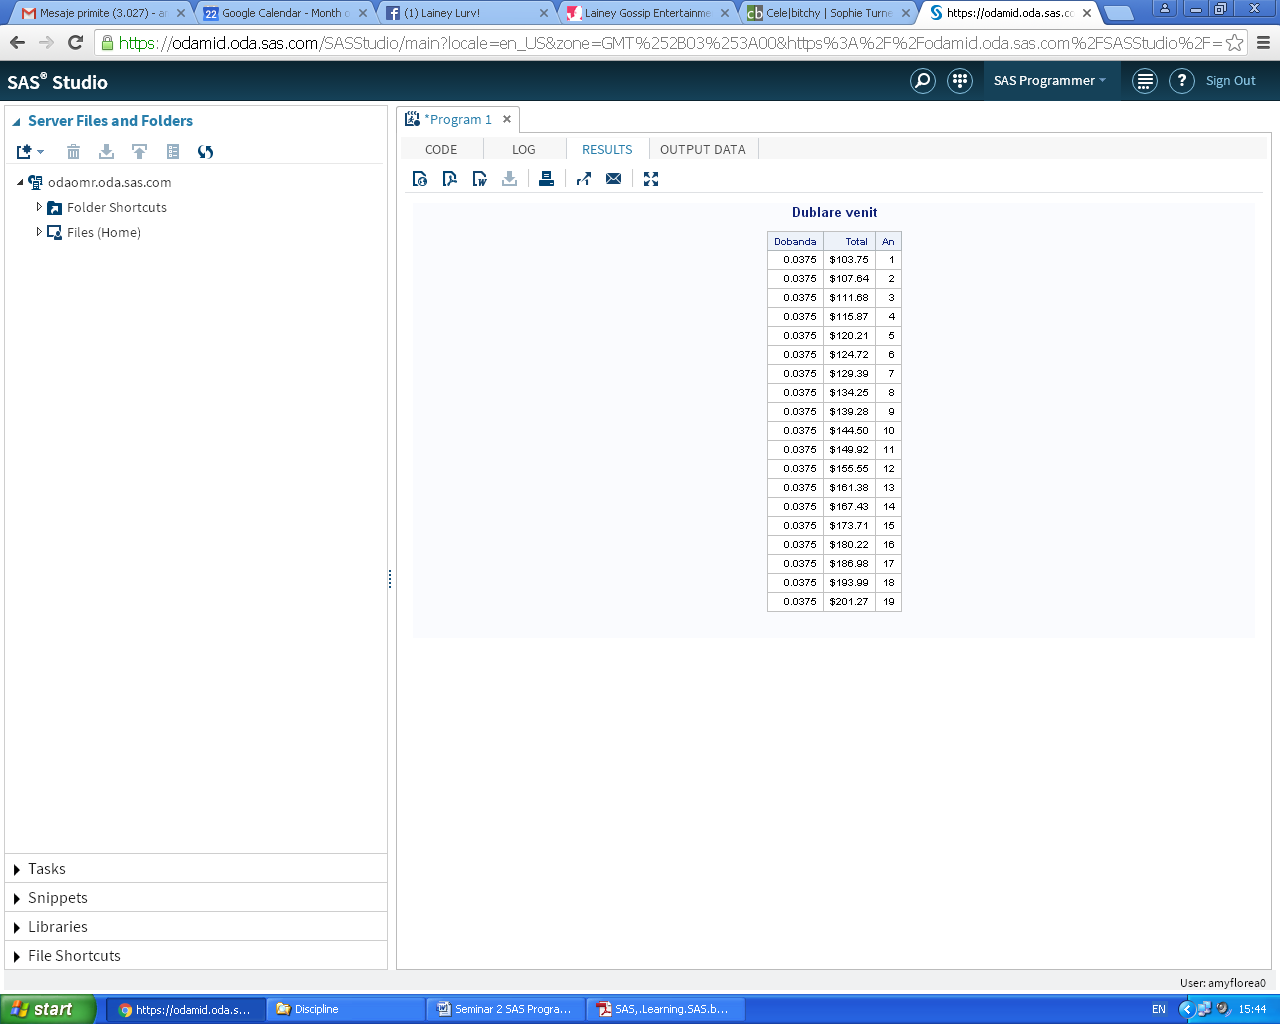 Mesaje primite (3.027) - a
Google Calendar - Month o
(1) Lainey Lurv!
Lainey Gossip Entertainme
Cele|bitchy | Sophie Turne
https://odamid.oda.sas.co
https://odamid.oda.sas.com/SASStudio/main?locale=en_US&zone=GMT%252B03%253A00&https%3A%2F%2Fodamid.oda.sas.com%2FSASStudio%2F=
SAS® Studio
SAS Programmer
Sign Out
Server Files and Folders
odaomr.oda.sas.com
Folder Shortcuts
Files (Home)
Tasks
Snippets
Libraries
File Shortcuts
*Program 1
CODE LOG RESULTS OUTPUT DATA
Dublare venit
Dobanda Total An
0.0375 $103.75 1
0.0375 $107.64 2
0.0375 $111.68 3
0.0375 $115.87 4
0.0375 $120.21 5
0.0375 $124.72 6
0.0375 $129.39 7
0.0375 $134.25 8
0.0375 $139.28 9
0.0375 $144.50 10
0.0375 $149.92 11
0.0375 $155.55 12
0.0375 $161.38 13
0.0375 $167.43 14
0.0375 $173.71 15
0.0375 $180.22 16
0.0375 $186.98 17
0.0375 $193.99 18
0.0375 $201.27 19
User: amyflorea0
start
https://odamid.oda.s...
Discipline
Seminar 2 SAS Progra...
SAS,.Learning.SAS.b...
EN
15:44